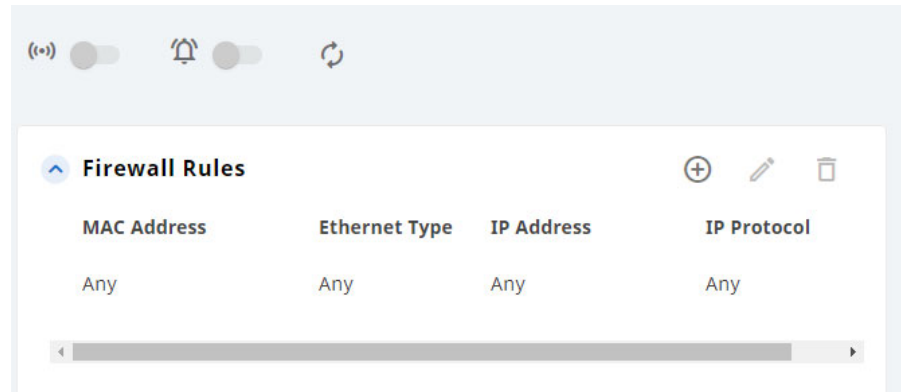 Firewall Rules
MAC Address Ethernet Type IP Address IP Protocol
Any Any Any Any